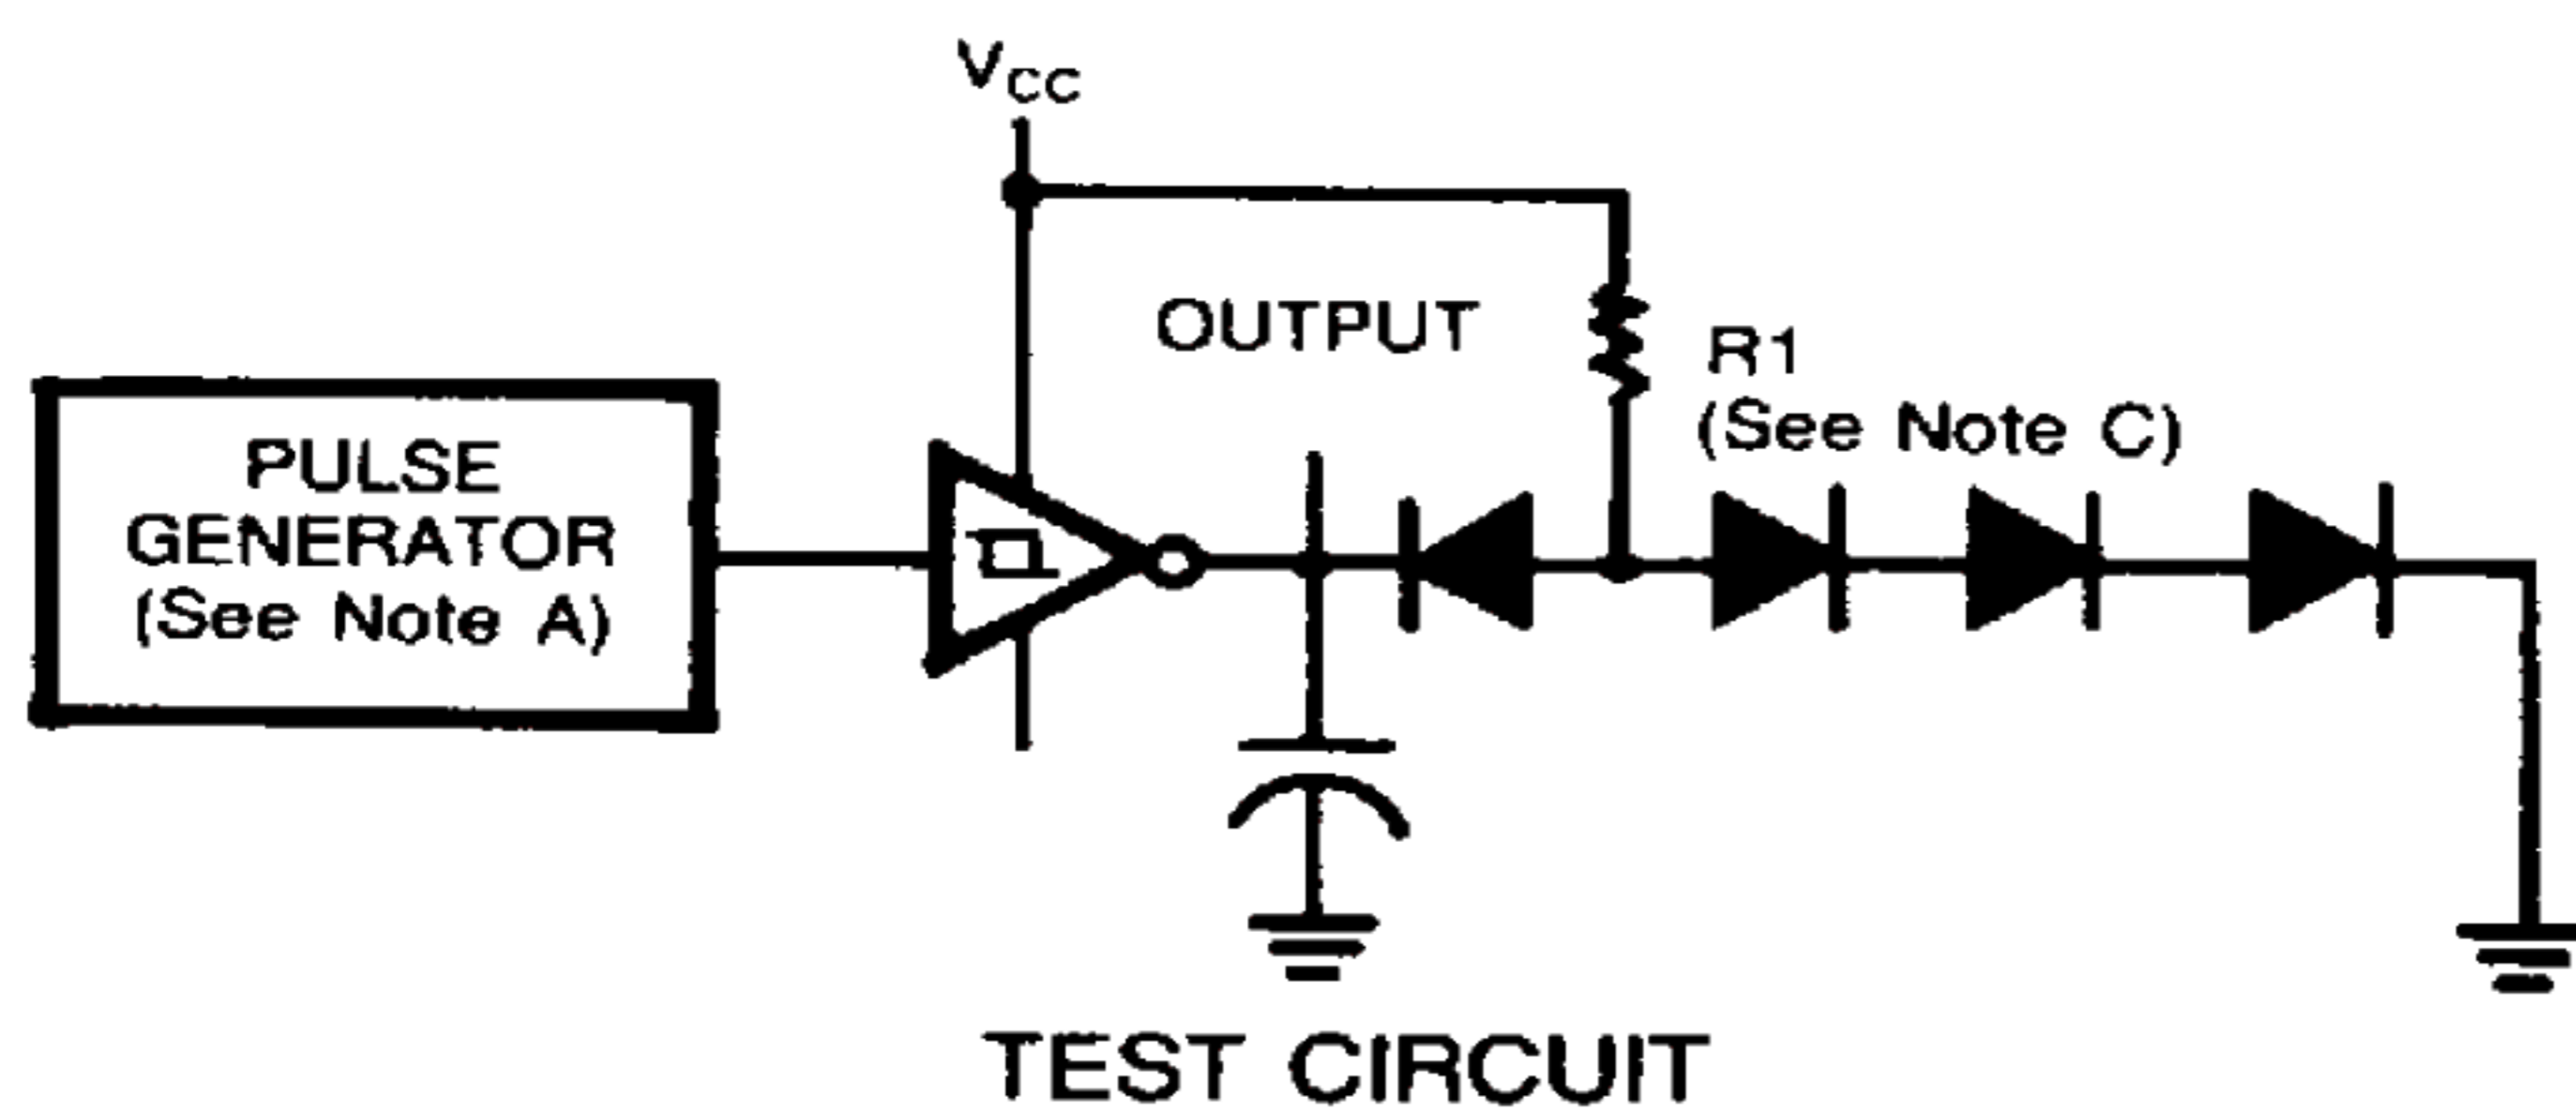 VCC
OUTPUT
R1
(See Note C)
PULSE
GENERATOR
(See Note A)
TEST CIRCUIT